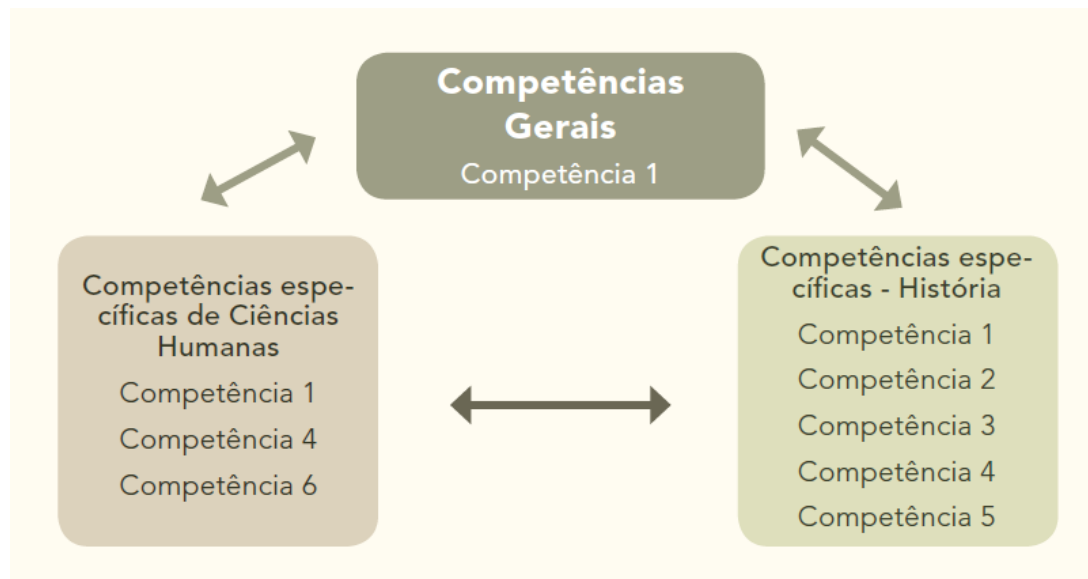 Competências
Gerais
Competência 1
Competências espe-
cíficas de Ciências
Humanas
Competência 1
Competência 4
Competência 6
Competências espe-
cíficas - História
Competência 1
Competência 2
Competência 3
Competência 4
Competência 5